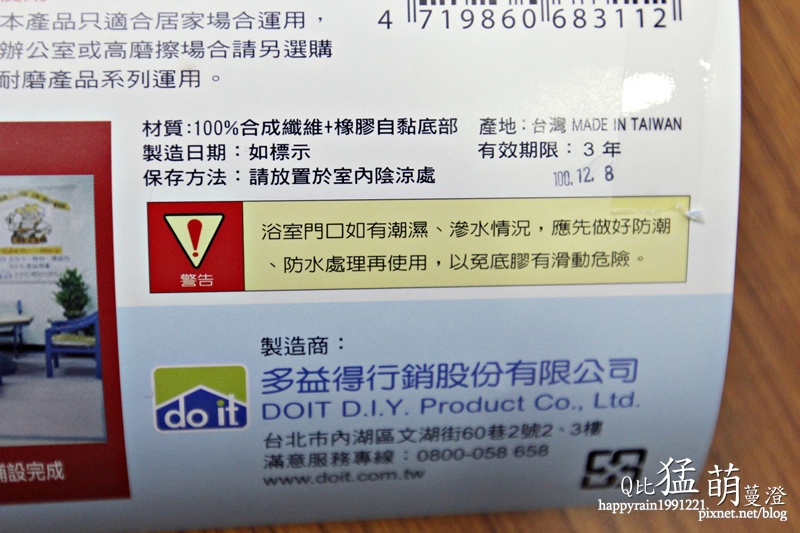 本產品只適合居家場合運用，
辦公室或高磨擦場合請另選購
耐磨產品系列運用。
4 719860 683112
材質:100%合成纖維+橡膠自黏底部
製造日期：如標示
保存方法：請放置於室內陰涼處
產地：台灣 MADE IN TAIWAN
有效期限：3 年
100.12.8
警告
浴室門口如有潮濕、滲水情況，應先做好防潮
、防水處理再使用，以免底膠有滑動危險。
製造商：
do it
多益得行銷股份有限公司
DOIT D.I.Y. Product Co., Ltd.
台北市內湖區文湖街60巷2號2、3樓
滿意服務專線：0800-058 658
www.doit.com.tw
鋪設完成
Q比猛萌蔓澄
happyrain1991221.pixnet.net/blog